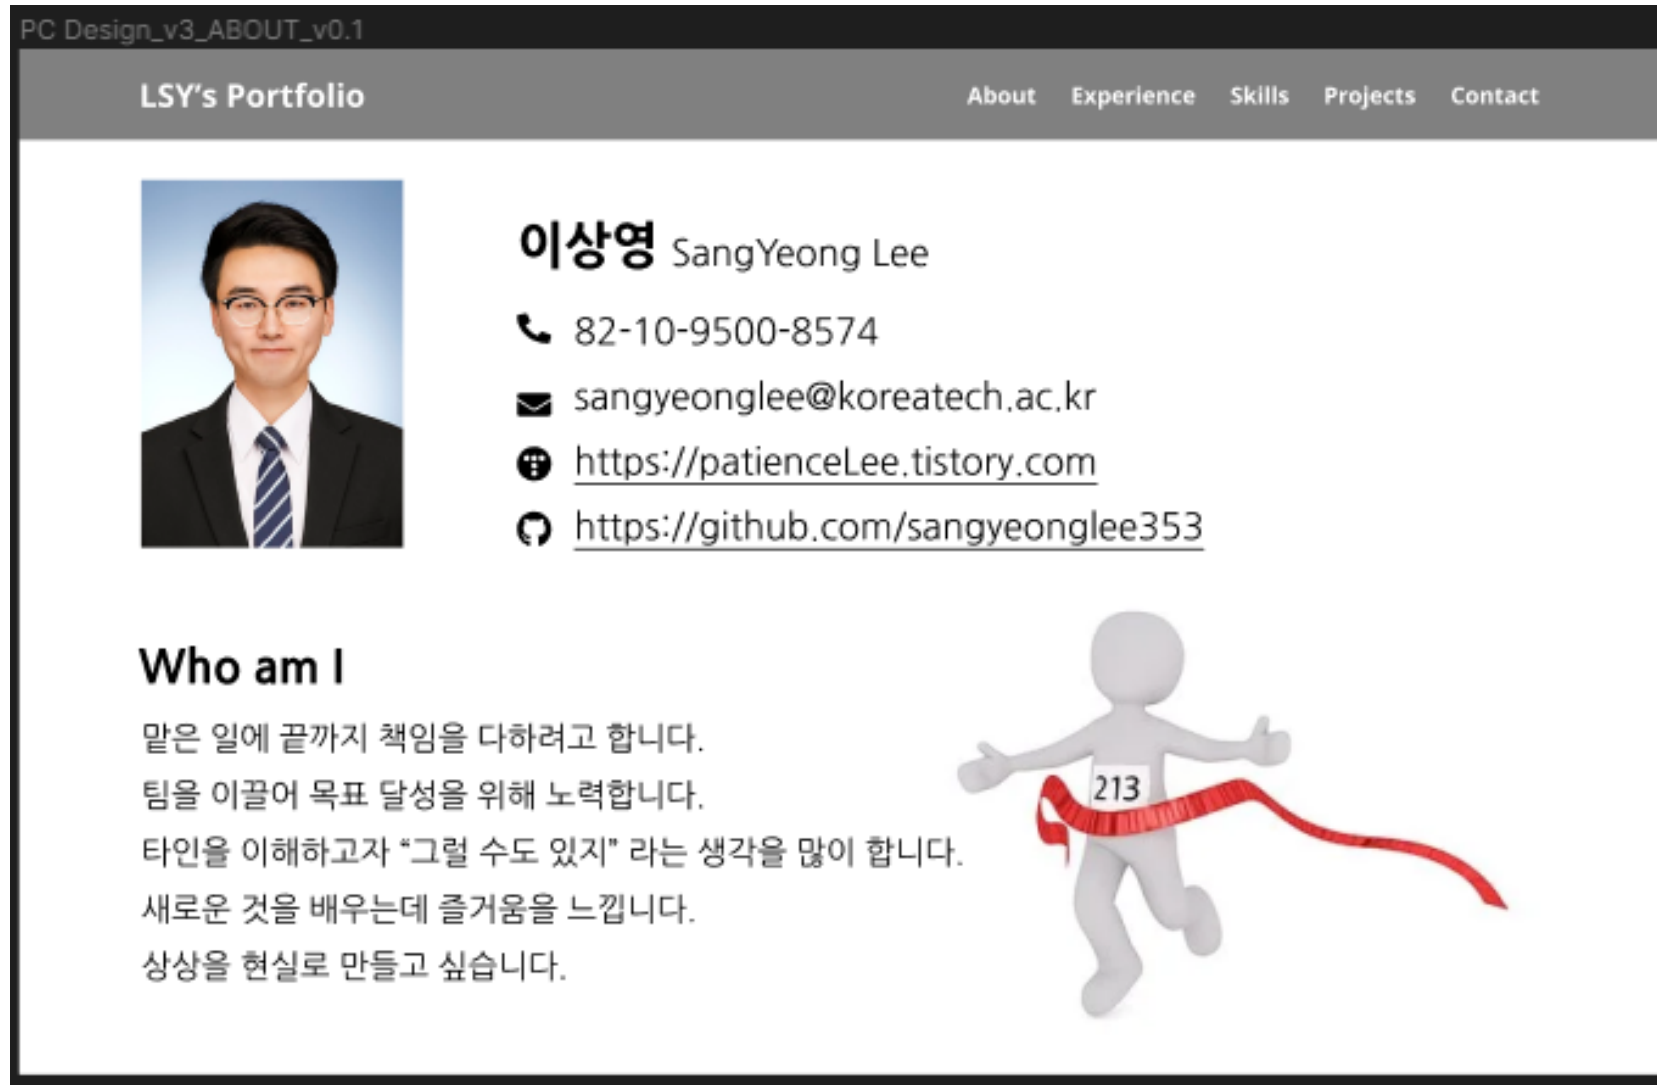 PC Design_v3_ABOUT_v0.1
LSY’s Portfolio
About Experience Skills Projects Contact
이상영 SangYeong Lee
82-10-9500-8574
sangyeonglee@koreatech.ac.kr
https://patienceLee.tistory.com
https://github.com/sangyeonglee353
Who am I
맡은 일에 끝까지 책임을 다하려고 합니다.
팀을 이끌어 목표 달성을 위해 노력합니다.
타인을 이해하고자 “그럴 수도 있지” 라는 생각을 많이 합니다.
새로운 것을 배우는데 즐거움을 느낍니다.
상상을 현실로 만들고 싶습니다.
213